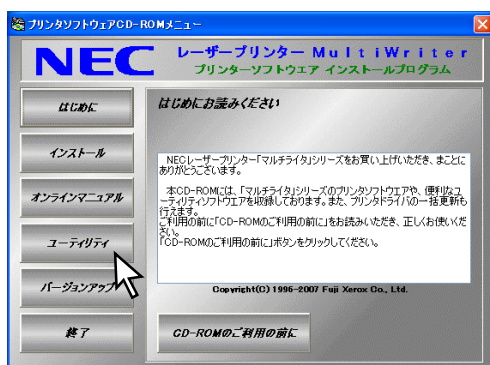 プリンタソフトウェアCD-ROMメニュー
NEC
レーザープリンター MultiWriter
プリンターソフトウエア インストールプログラム
はじめに
はじめにお読みください
インストール
オンラインマニュアル
ユーティリティ
バージョンアップ
終了
NECレーザープリンター「マルチライタ」シリーズをお買い上げいただき、まことに
ありがとうございます。
本CD-ROMには、「マルチライタ」シリーズのプリンタソフトウエアや、便利なユ
ーティリティソフトウエアを収録しております。また、プリンタドライバの一括更新も
行えます。
ご利用の前に「CD-ROMのご利用の前に」をお読みいただき、正しくお使いくだ
さい。
「CD-ROMのご利用の前に」ボタンをクリックしてください。
Copyright(C) 1996-2007 Fuji Xerox Co., Ltd.
CD-ROMのご利用の前に